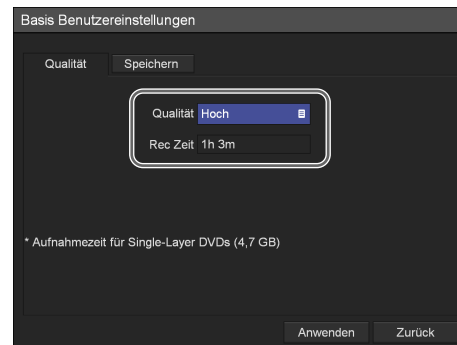 Basis Benutzereinstellungen
Qualität Speichern
Qualität Hoch
Rec Zeit 1h 3m
* Aufnahmezeit für Single-Layer DVDs (4,7 GB)
Anwenden Zurück